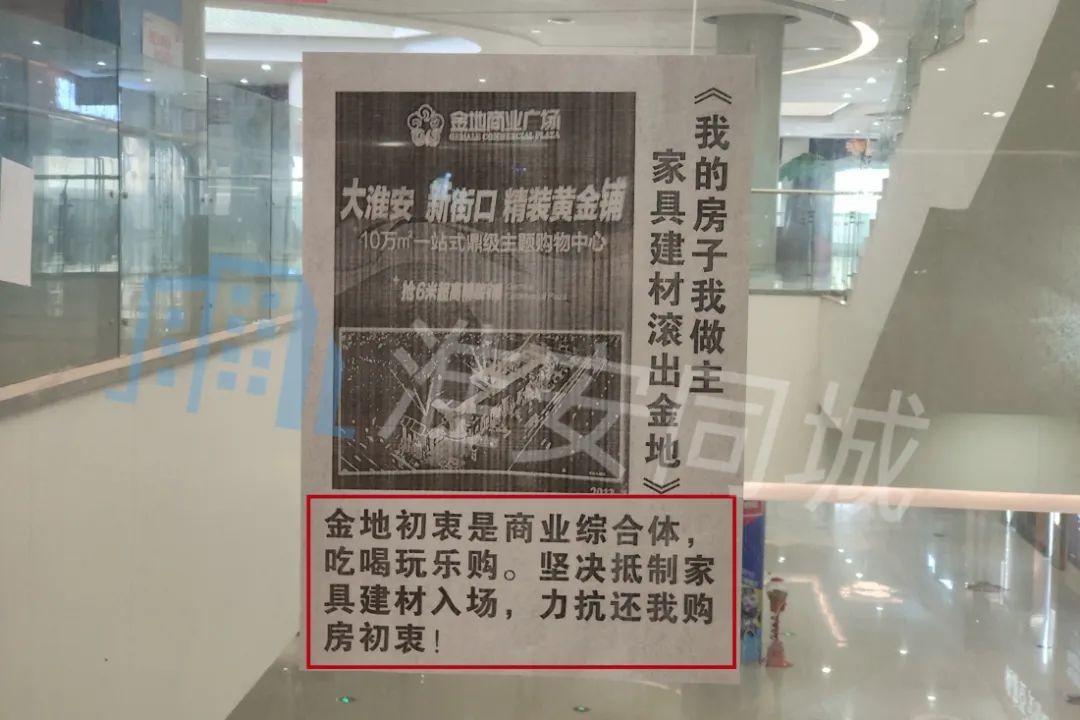 金地商业广场
大淮安 新街口 精装黄金铺
10万㎡一站式鼎级主题购物中心
《我的房子我做主
家具建材滚出金地》
金地初衷是商业综合体，
吃喝玩乐购。坚决抵制家
具建材入场，力抗还我购
房初衷！
淮安同城